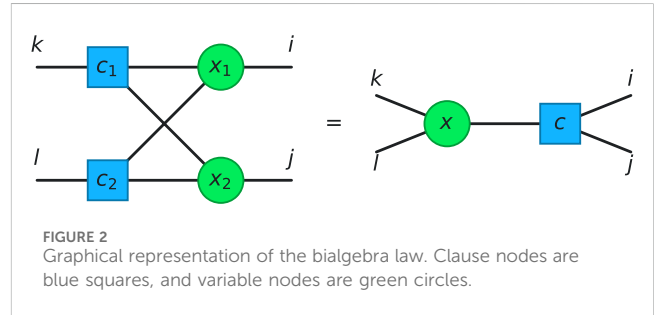 k i
c1 x1
k i
= x c
l j
l j
c2 x2
FIGURE 2
Graphical representation of the bialgebra law. Clause nodes are
blue squares, and variable nodes are green circles.